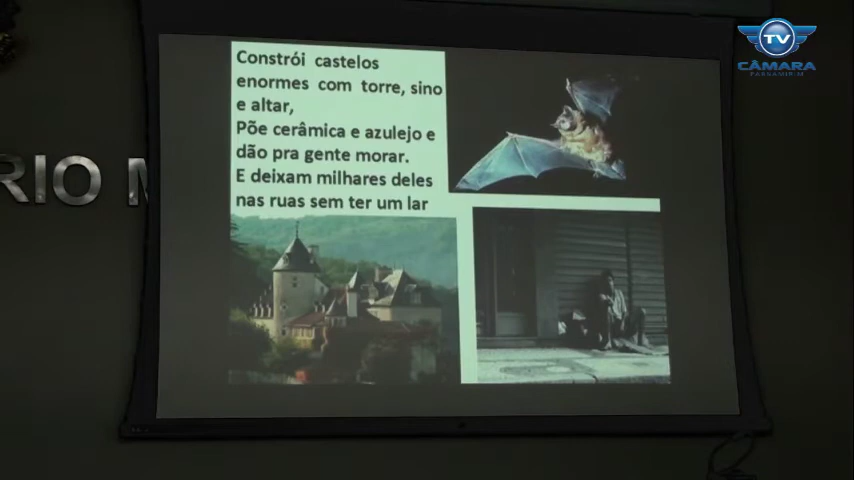 Constrói castelos
enormes com torre, sino
e altar,
Põe cerâmica e azulejo e
dão pra gente morar.
E deixam milhares deles
nas ruas sem ter um lar
TV
CÂMARA
PARNAMIRIM
RIO M